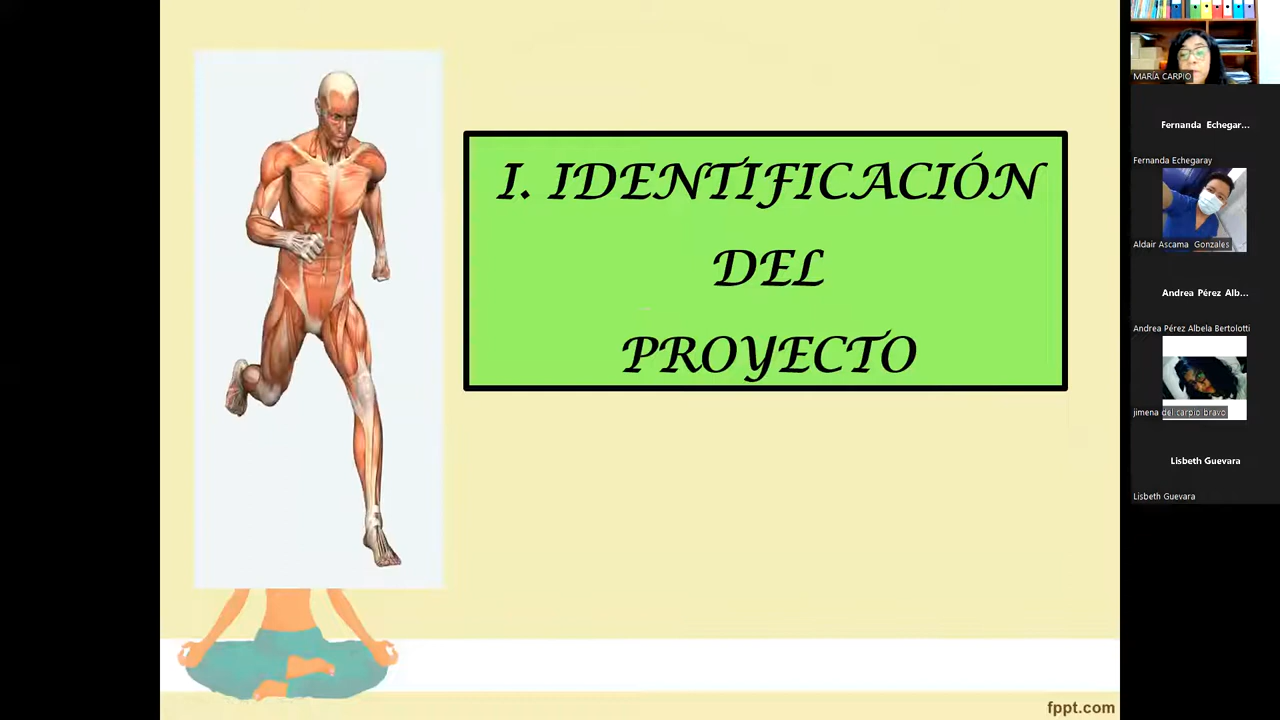 I. IDENTIFICACIÓN
DEL
PROYECTO
fppt.com
MARÍA CARPIO
Fernanda Echegar...
Fernanda Echegaray
Aldair Ascama Gonzales
Andrea Pérez Alb...
Andrea Pérez Albela Bertolotti
jimena del carpio bravo
Lisbeth Guevara
Lisbeth Guevara